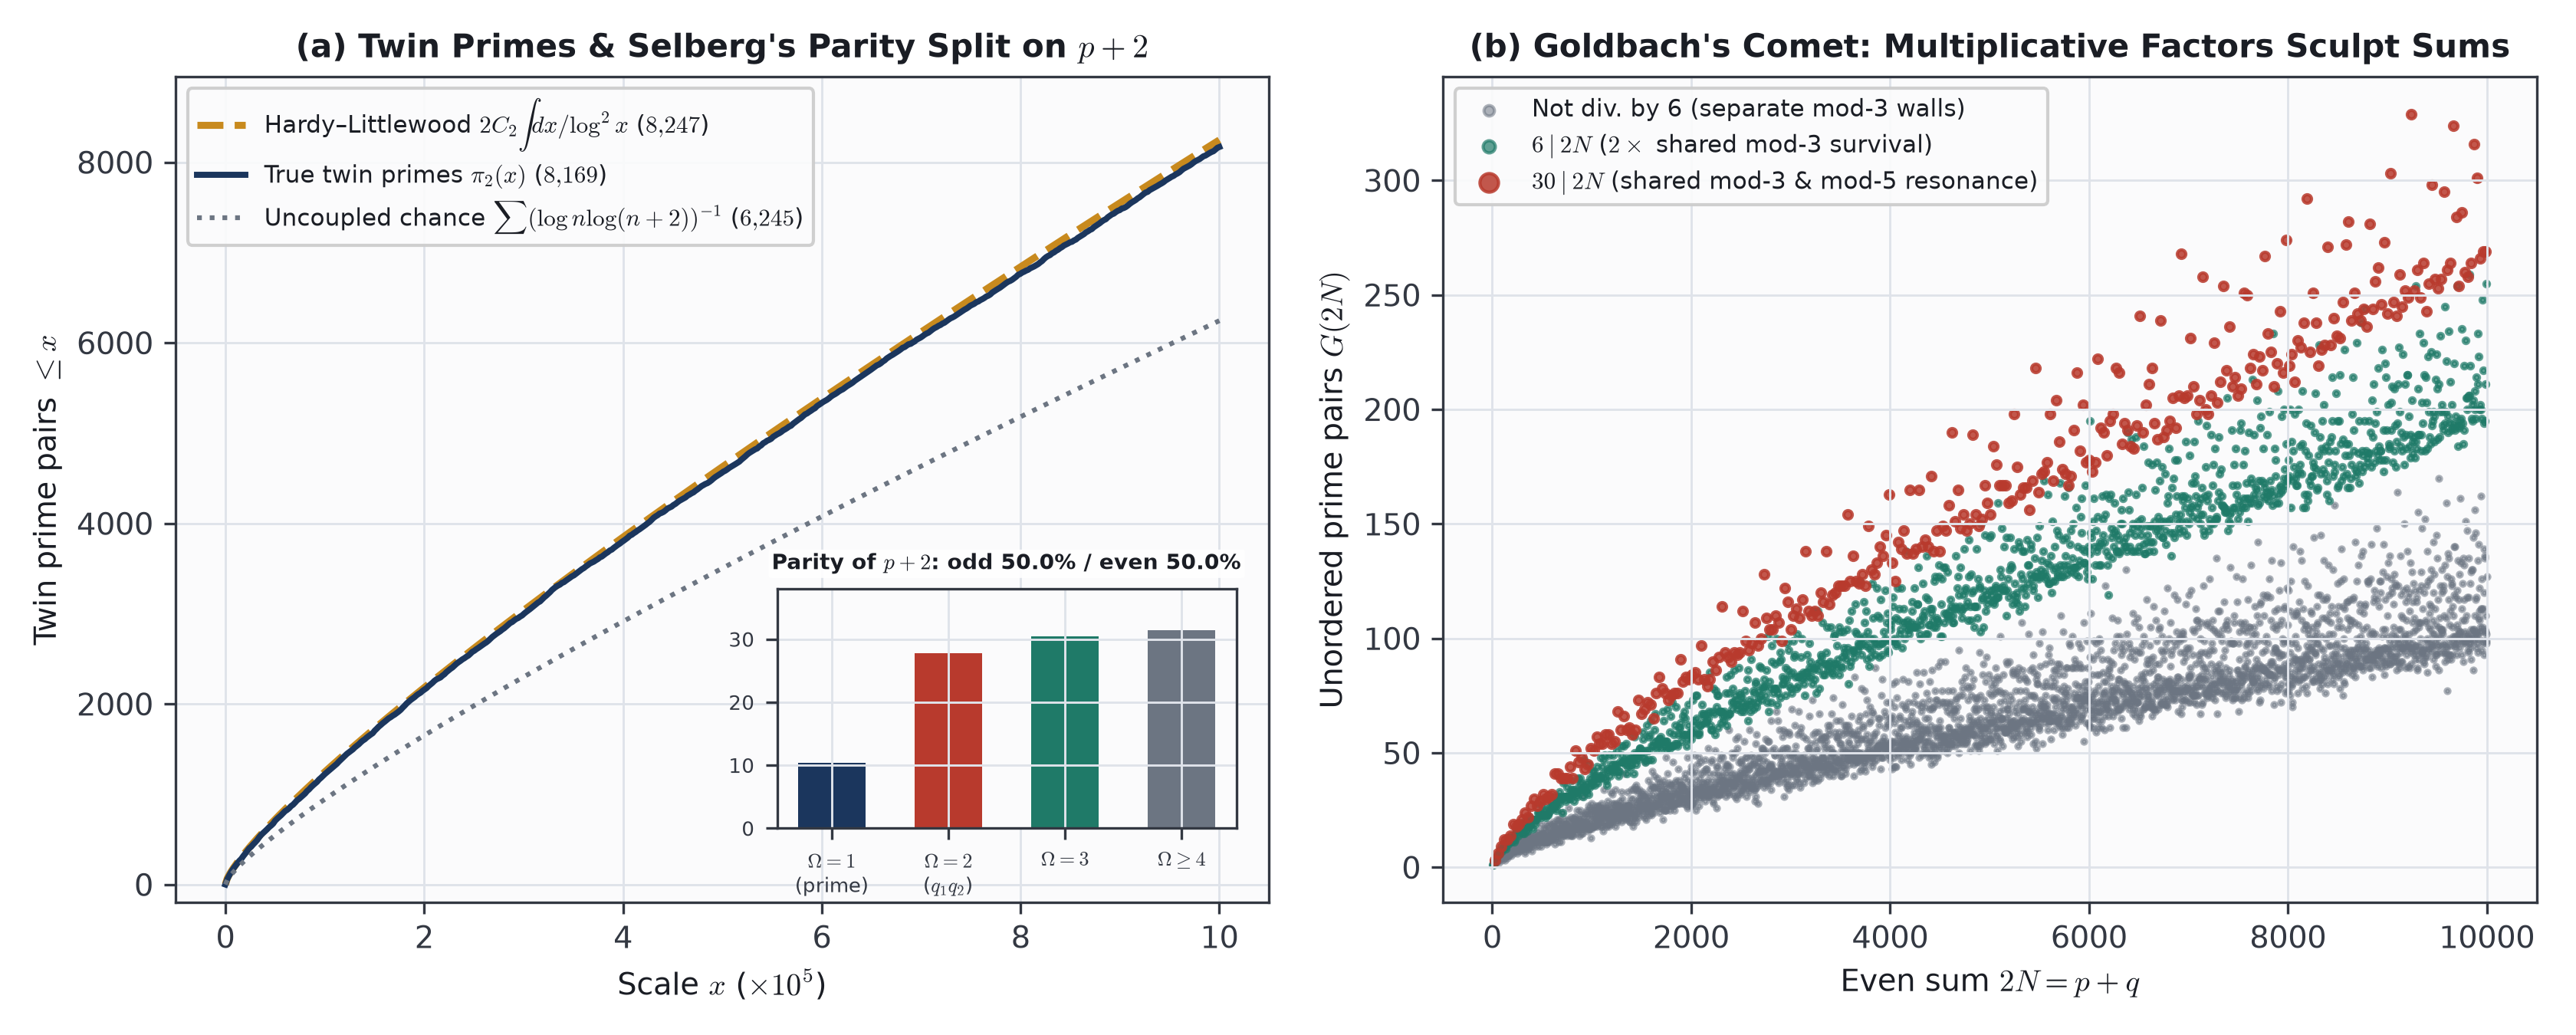 (a) Twin Primes & Selberg's Parity Split on p + 2
Hardy–Littlewood 2C₂ ∫dx/log² x (8,247)
True twin primes π₂(x) (8,169)
Uncoupled chance ∑(log n log(n + 2))⁻¹ (6,245)
Twin prime pairs ≤ x
8000
6000
4000
2000
0
0 2 4 6 8 10
Scale x (×10⁵)
Parity of p + 2: odd 50.0% / even 50.0%
30
20
10
0
Ω = 1 Ω = 2 Ω = 3 Ω ≥ 4
(prime) (q₁q₂)
(b) Goldbach's Comet: Multiplicative Factors Sculpt Sums
Not div. by 6 (separate mod-3 walls)
6 | 2N (2× shared mod-3 survival)
30 | 2N (shared mod-3 & mod-5 resonance)
Unordered prime pairs G(2N)
300
250
200
150
100
50
0
0 2000 4000 6000 8000 10000
Even sum 2N = p + q